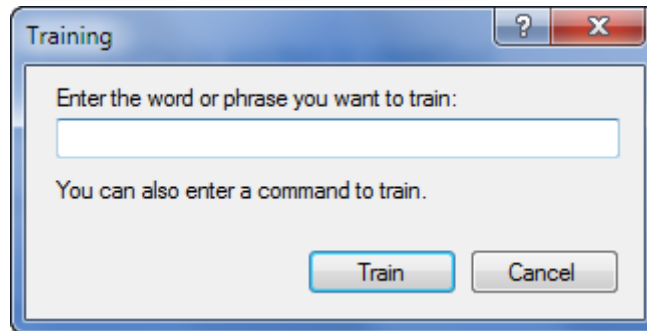 Training
?
Enter the word or phrase you want to train:
You can also enter a command to train.
Train Cancel